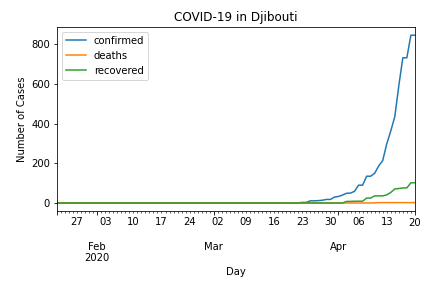 COVID-19 in Djibouti
confirmed
deaths
recovered
Number of Cases
800
600
400
200
0
27 03 10 17 24 02 09 16 23 30 06 13 20
Feb Mar Apr
2020
Day